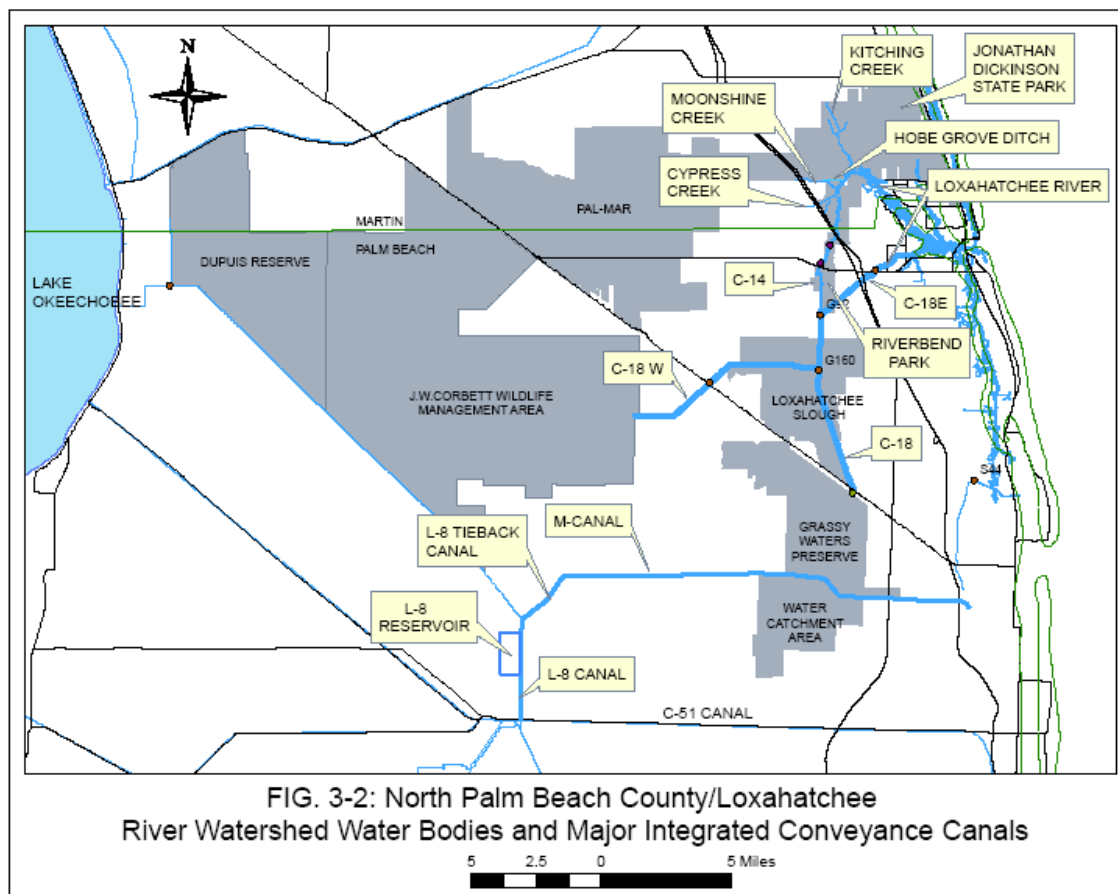 N
KITCHING
CREEK
JONATHAN
DICKINSON
STATE PARK
MOONSHINE
CREEK
HOBE GROVE DITCH
CYPRESS
CREEK
LOXAHATCHEE RIVER
PAL-MAR
MARTIN
PALM BEACH
DUPUIS RESERVE
LAKE
OKEECHOBEE
C-14
C-18E
G92
RIVERBEND
PARK
C-18 W
G160
J.W.CORBETT WILDLIFE
MANAGEMENT AREA
LOXAHATCHEE
SLOUGH
C-18
S44
L-8 TIEBACK
CANAL
M-CANAL
GRASSY
WATERS
PRESERVE
L-8
RESERVOIR
WATER
CATCHMENT
AREA
L-8 CANAL
C-51 CANAL
FIG. 3-2: North Palm Beach County/Loxahatchee
River Watershed Water Bodies and Major Integrated Conveyance Canals
5 2.5 0 5 Miles